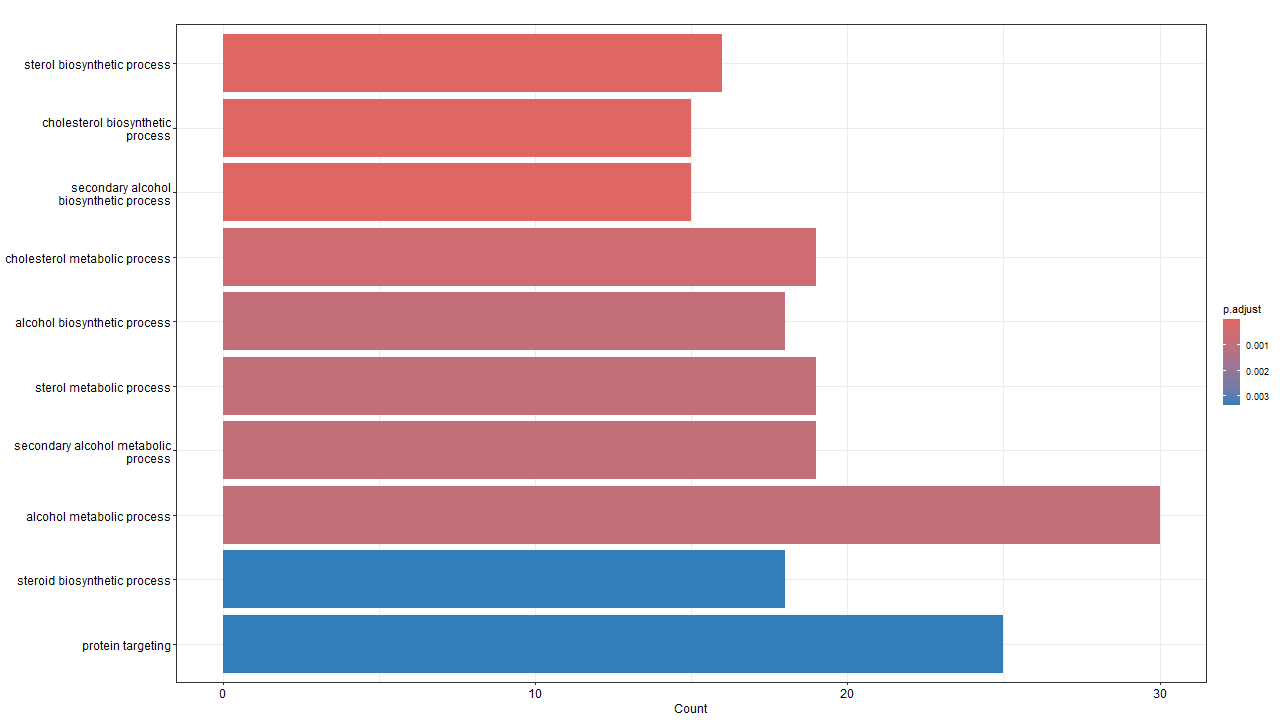 sterol biosynthetic process
cholesterol biosynthetic
process
secondary alcohol
biosynthetic process
cholesterol metabolic process
alcohol biosynthetic process
sterol metabolic process
secondary alcohol metabolic
process
alcohol metabolic process
steroid biosynthetic process
protein targeting
0
10
20
30
Count
p.adjust
0.001
0.002
0.003